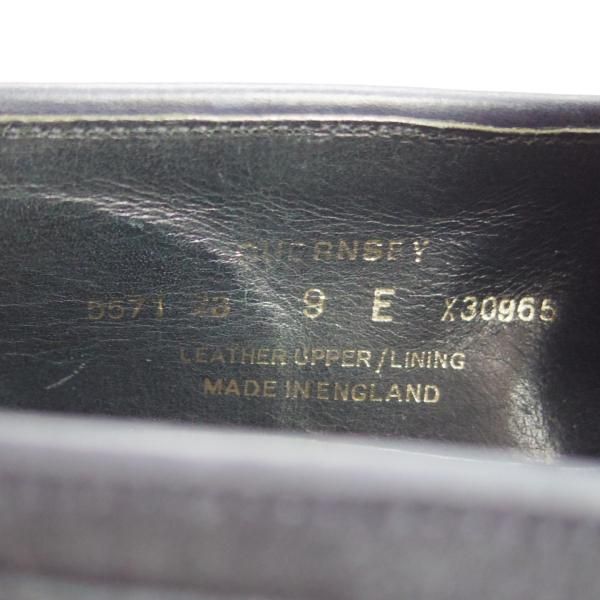 GUERNSEY
5571 9 E X30965
LEATHER UPPER/LINING
MADE IN ENGLAND